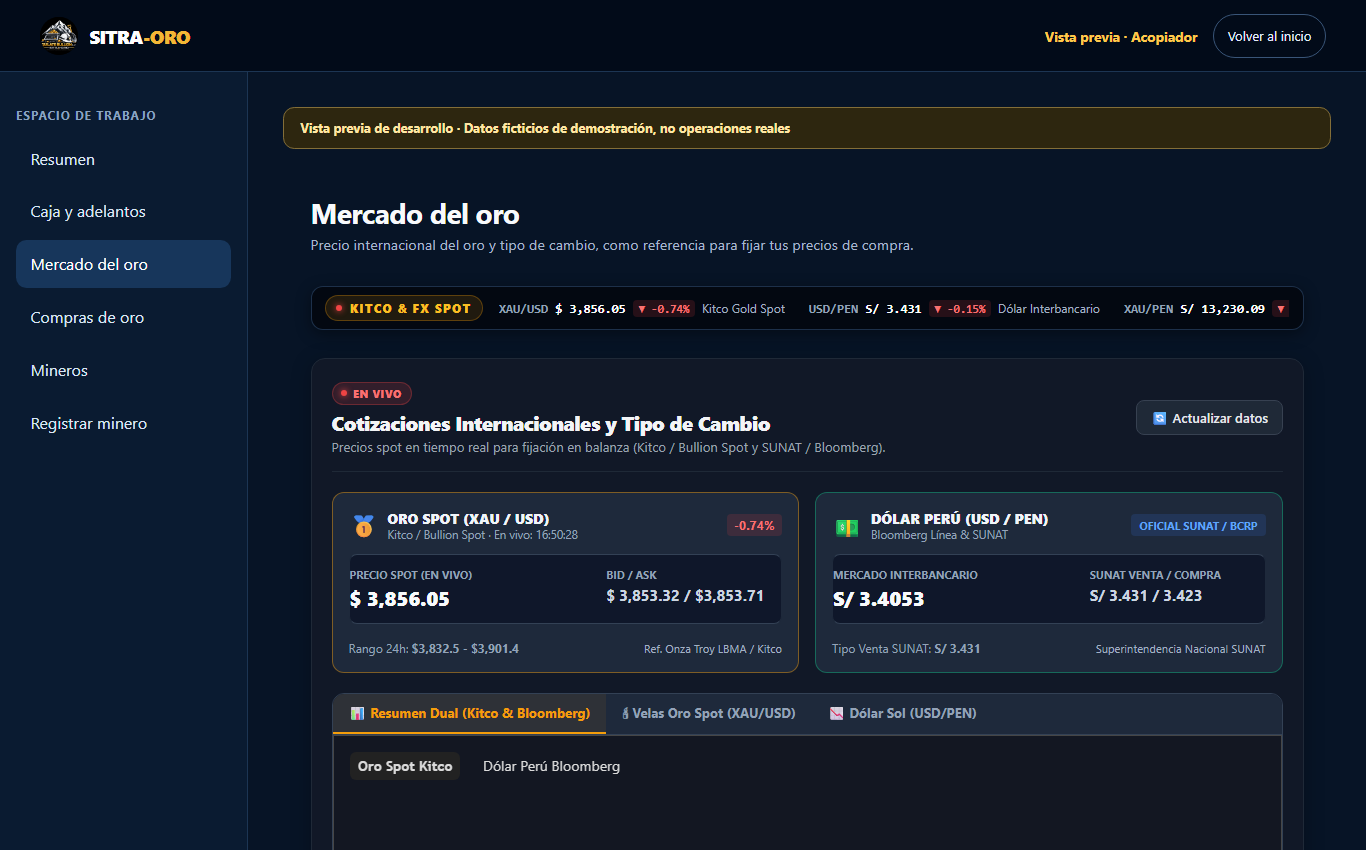 SITRA-ORO
Vista previa · Acopiador
Volver al inicio
ESPACIO DE TRABAJO
Resumen
Caja y adelantos
Mercado del oro
Compras de oro
Mineros
Registrar minero
Vista previa de desarrollo · Datos ficticios de demostración, no operaciones reales
Mercado del oro
Precio internacional del oro y tipo de cambio, como referencia para fijar tus precios de compra.
KITCO & FX SPOT XAU/USD $ 3,856.05 ▼ -0.74% Kitco Gold Spot USD/PEN S/ 3.431 ▼ -0.15% Dólar Interbancario XAU/PEN S/ 13,230.09 ▼
EN VIVO
Cotizaciones Internacionales y Tipo de Cambio
Precios spot en tiempo real para fijación en balanza (Kitco / Bullion Spot y SUNAT / Bloomberg).
Actualizar datos
ORO SPOT (XAU / USD)
Kitco / Bullion Spot · En vivo: 16:50:28
-0.74%
PRECIO SPOT (EN VIVO)
$ 3,856.05
BID / ASK
$ 3,853.32 / $3,853.71
Rango 24h: $3,832.5 - $3,901.4
Ref. Onza Troy LBMA / Kitco
DÓLAR PERÚ (USD / PEN)
Bloomberg Línea & SUNAT
OFICIAL SUNAT / BCRP
MERCADO INTERBANCARIO
S/ 3.4053
SUNAT VENTA / COMPRA
S/ 3.431 / 3.423
Tipo Venta SUNAT: S/ 3.431
Superintendencia Nacional SUNAT
Resumen Dual (Kitco & Bloomberg)
Velas Oro Spot (XAU/USD)
Dólar Sol (USD/PEN)
Oro Spot Kitco
Dólar Perú Bloomberg